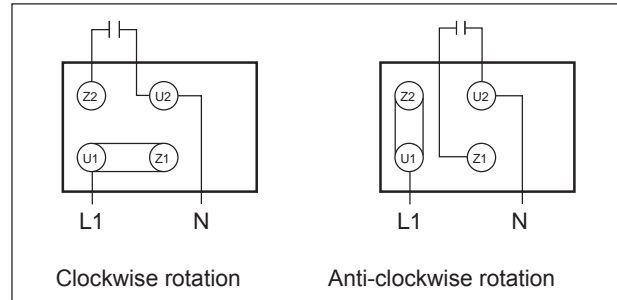 Z2 U2 Z2 U2
U1 Z1 U1 Z1
L1 N L1 N
Clockwise rotation Anti-clockwise rotation